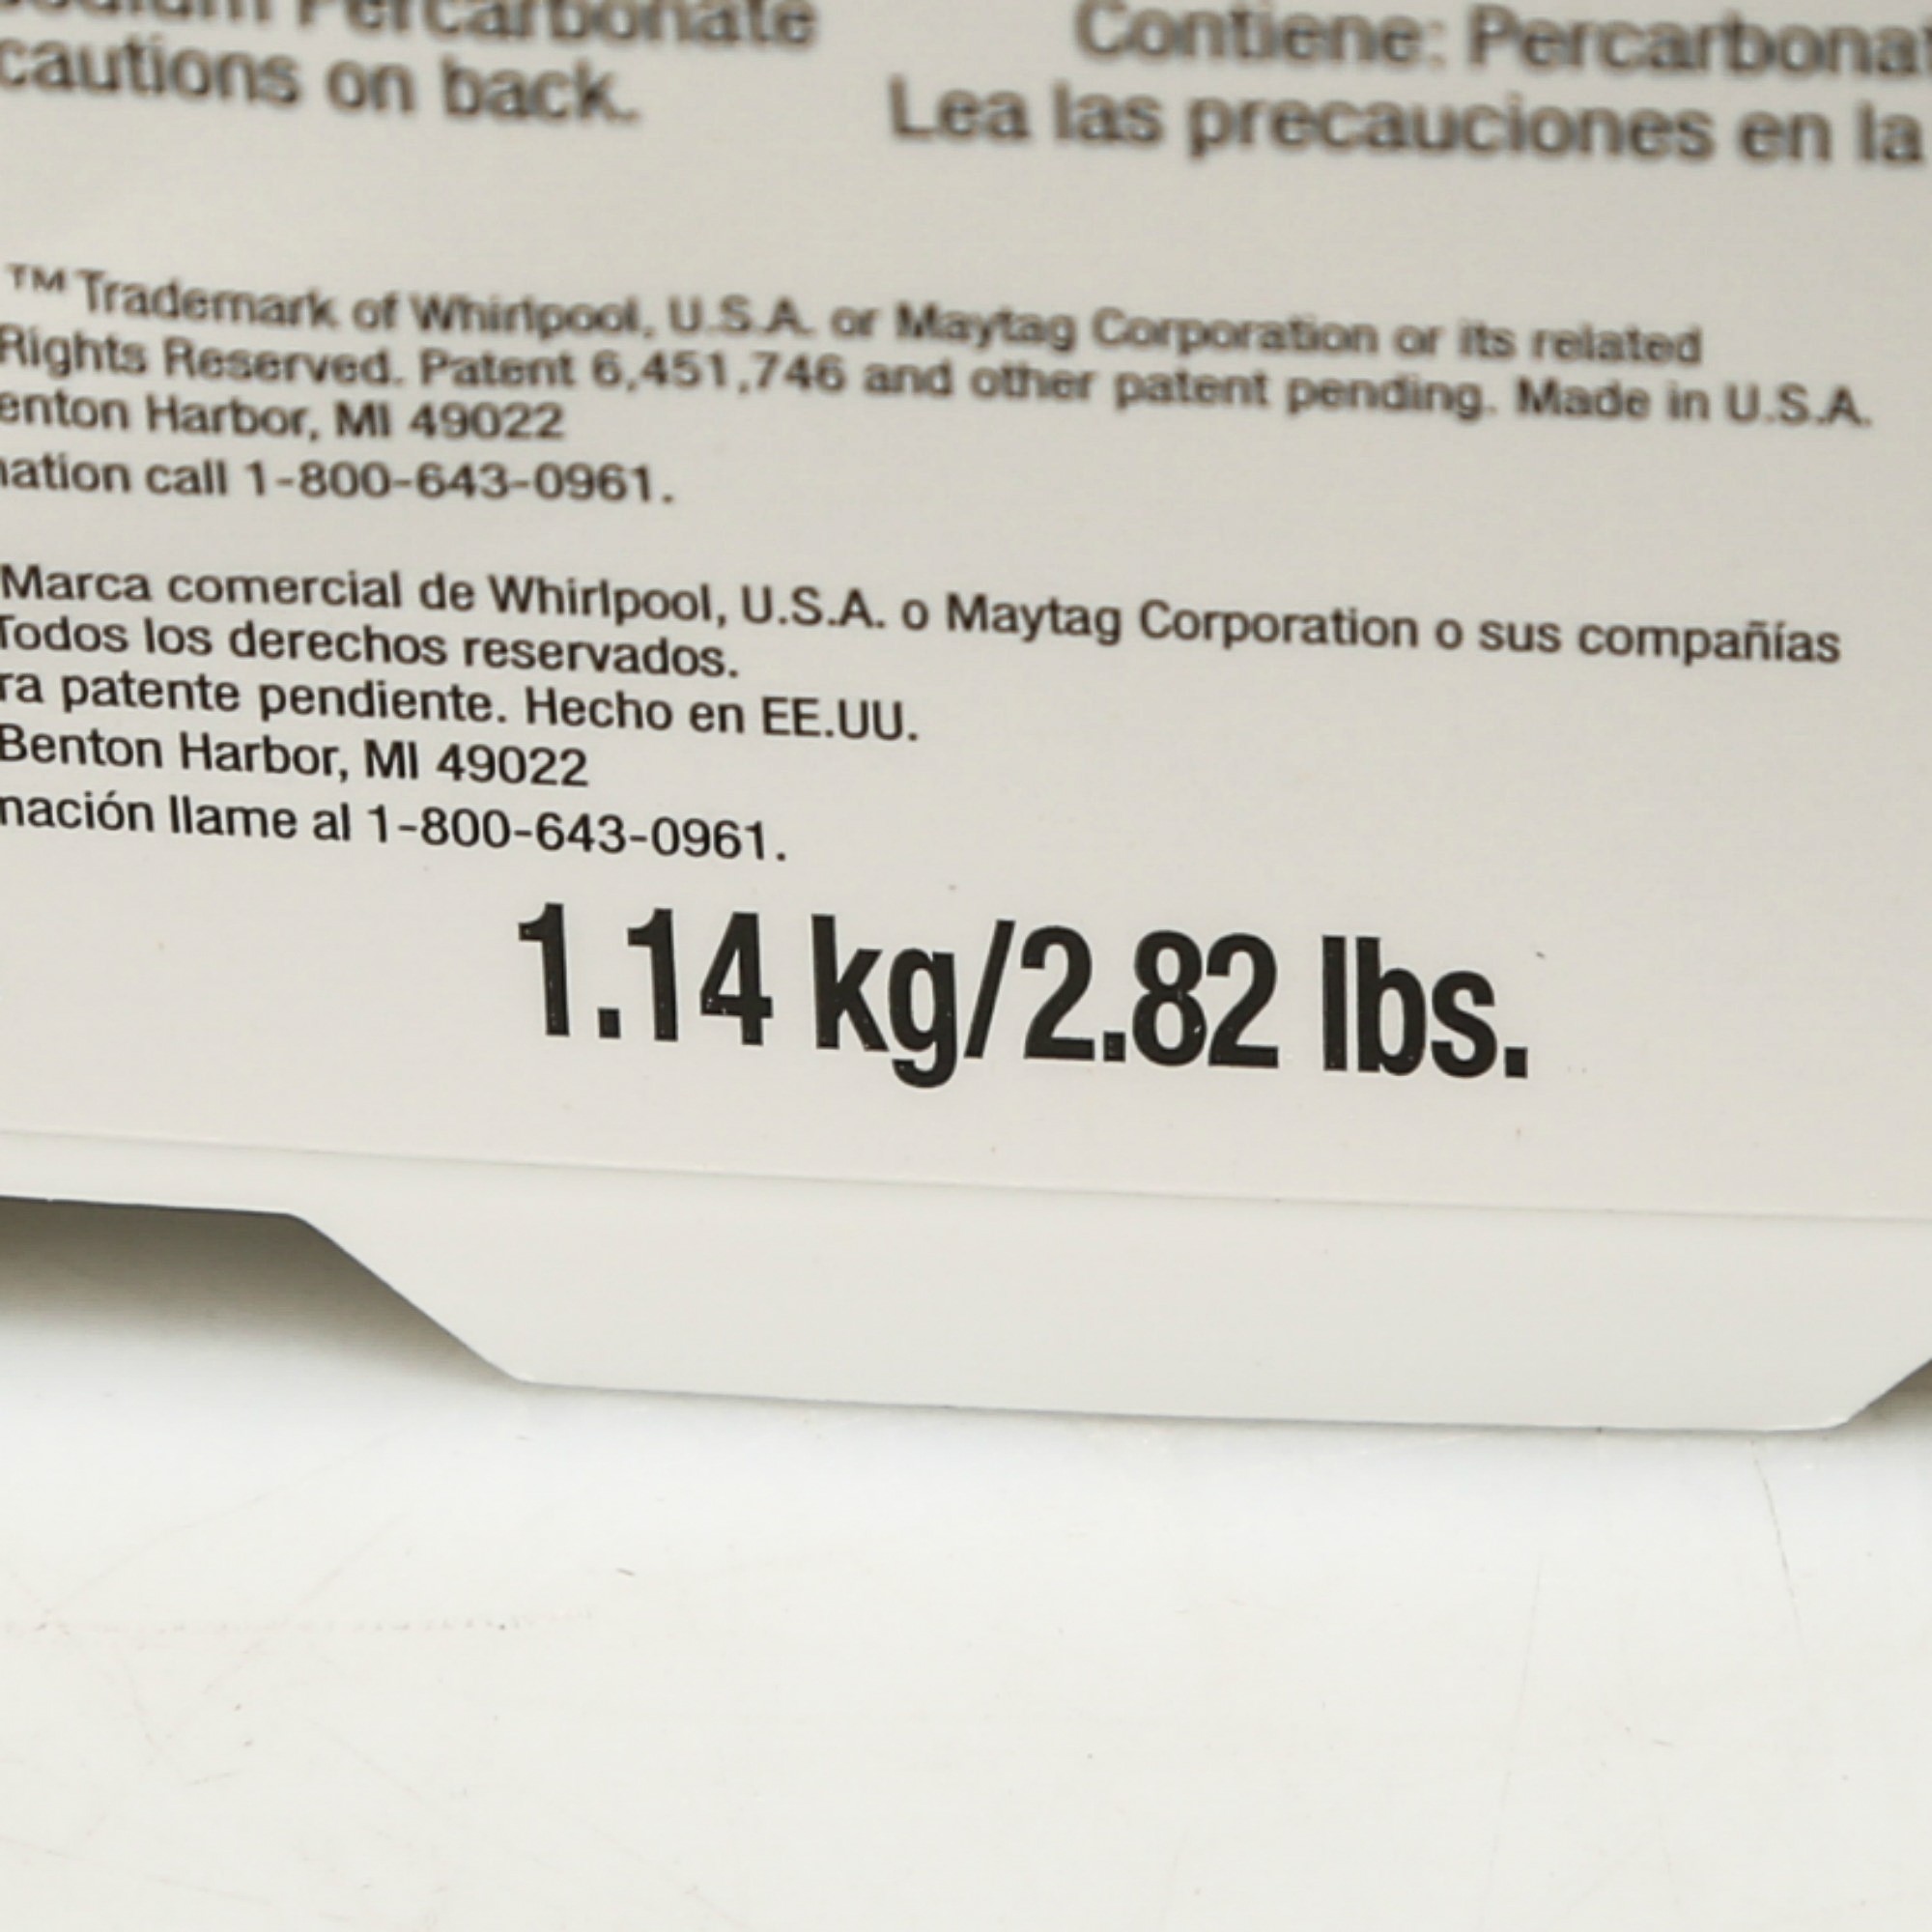 Percarbonate
Contiene: Percarbonat
cautions on back.
Lea las precauciones en la
™ Trademark of Whirlpool, U.S.A. or Maytag Corporation or its related
Rights Reserved. Patent 6,451,746 and other patent pending. Made in U.S.A.
enton Harbor, MI 49022
ation call 1-800-643-0961.
Marca comercial de Whirlpool, U.S.A. o Maytag Corporation o sus compañías
Todos los derechos reservados.
ra patente pendiente. Hecho en EE.UU.
Benton Harbor, MI 49022
mación llame al 1-800-643-0961.
1.14 kg/2.82 lbs.